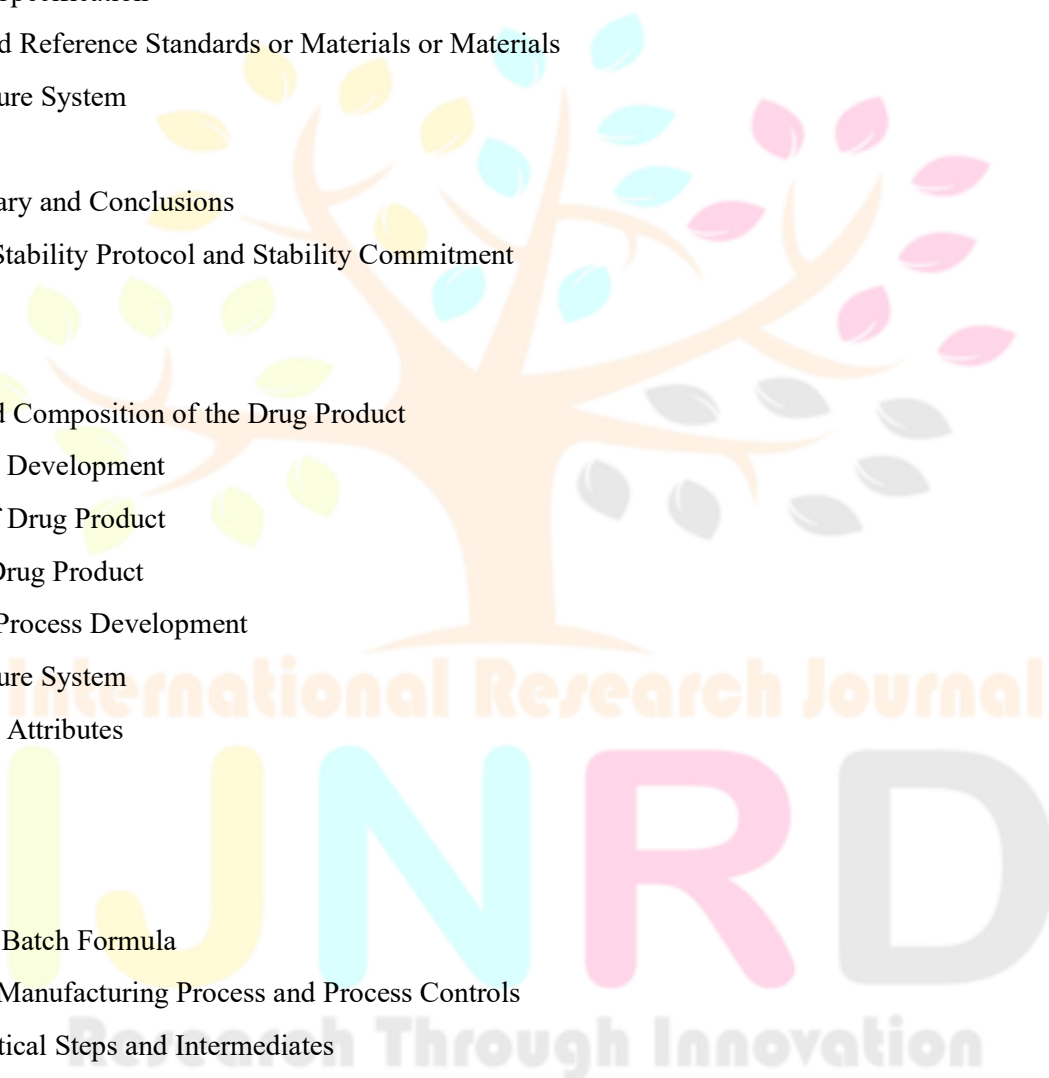 d Reference Standards or Materials or Materials
ure System
ary and Conclusions
Stability Protocol and Stability Commitment
d Composition of the Drug Product
Development
f Drug Product
Drug Product
Process Development
ure System
International Research Journal
Attributes
IJNRD
Batch Formula
Manufacturing Process and Process Controls
tical Steps and Intermediates
Research Through Innovation